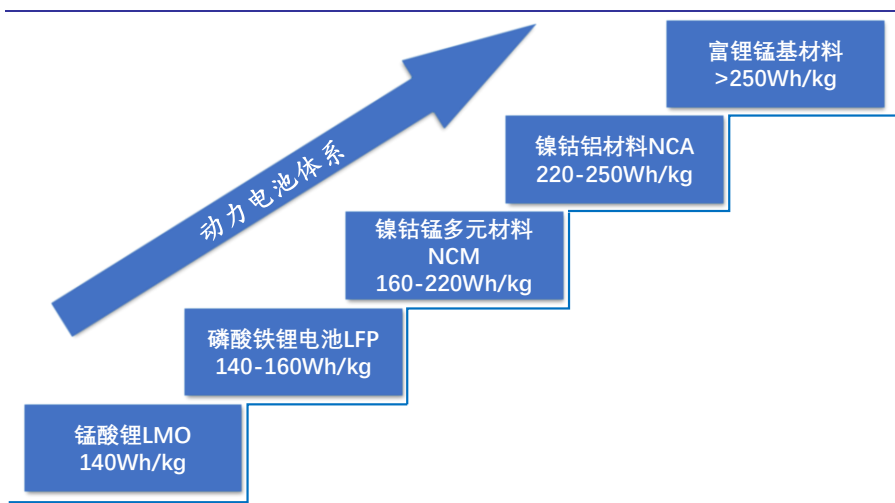 富锂锰基材料
>250Wh/kg
镍钴铝材料NCA
220-250Wh/kg
动力电池体系
镍钴锰多元材料
NCM
160-220Wh/kg
磷酸铁锂电池LFP
140-160Wh/kg
锰酸锂LMO
140Wh/kg